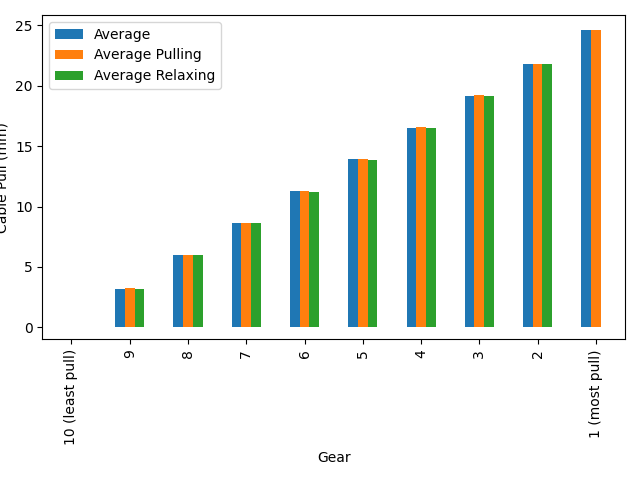 Average
Average Pulling
Average Relaxing
25
20
15
10
5
0
Cable Pull (mm)
10 (least pull)
9
8
7
6
5
4
3
2
1 (most pull)
Gear